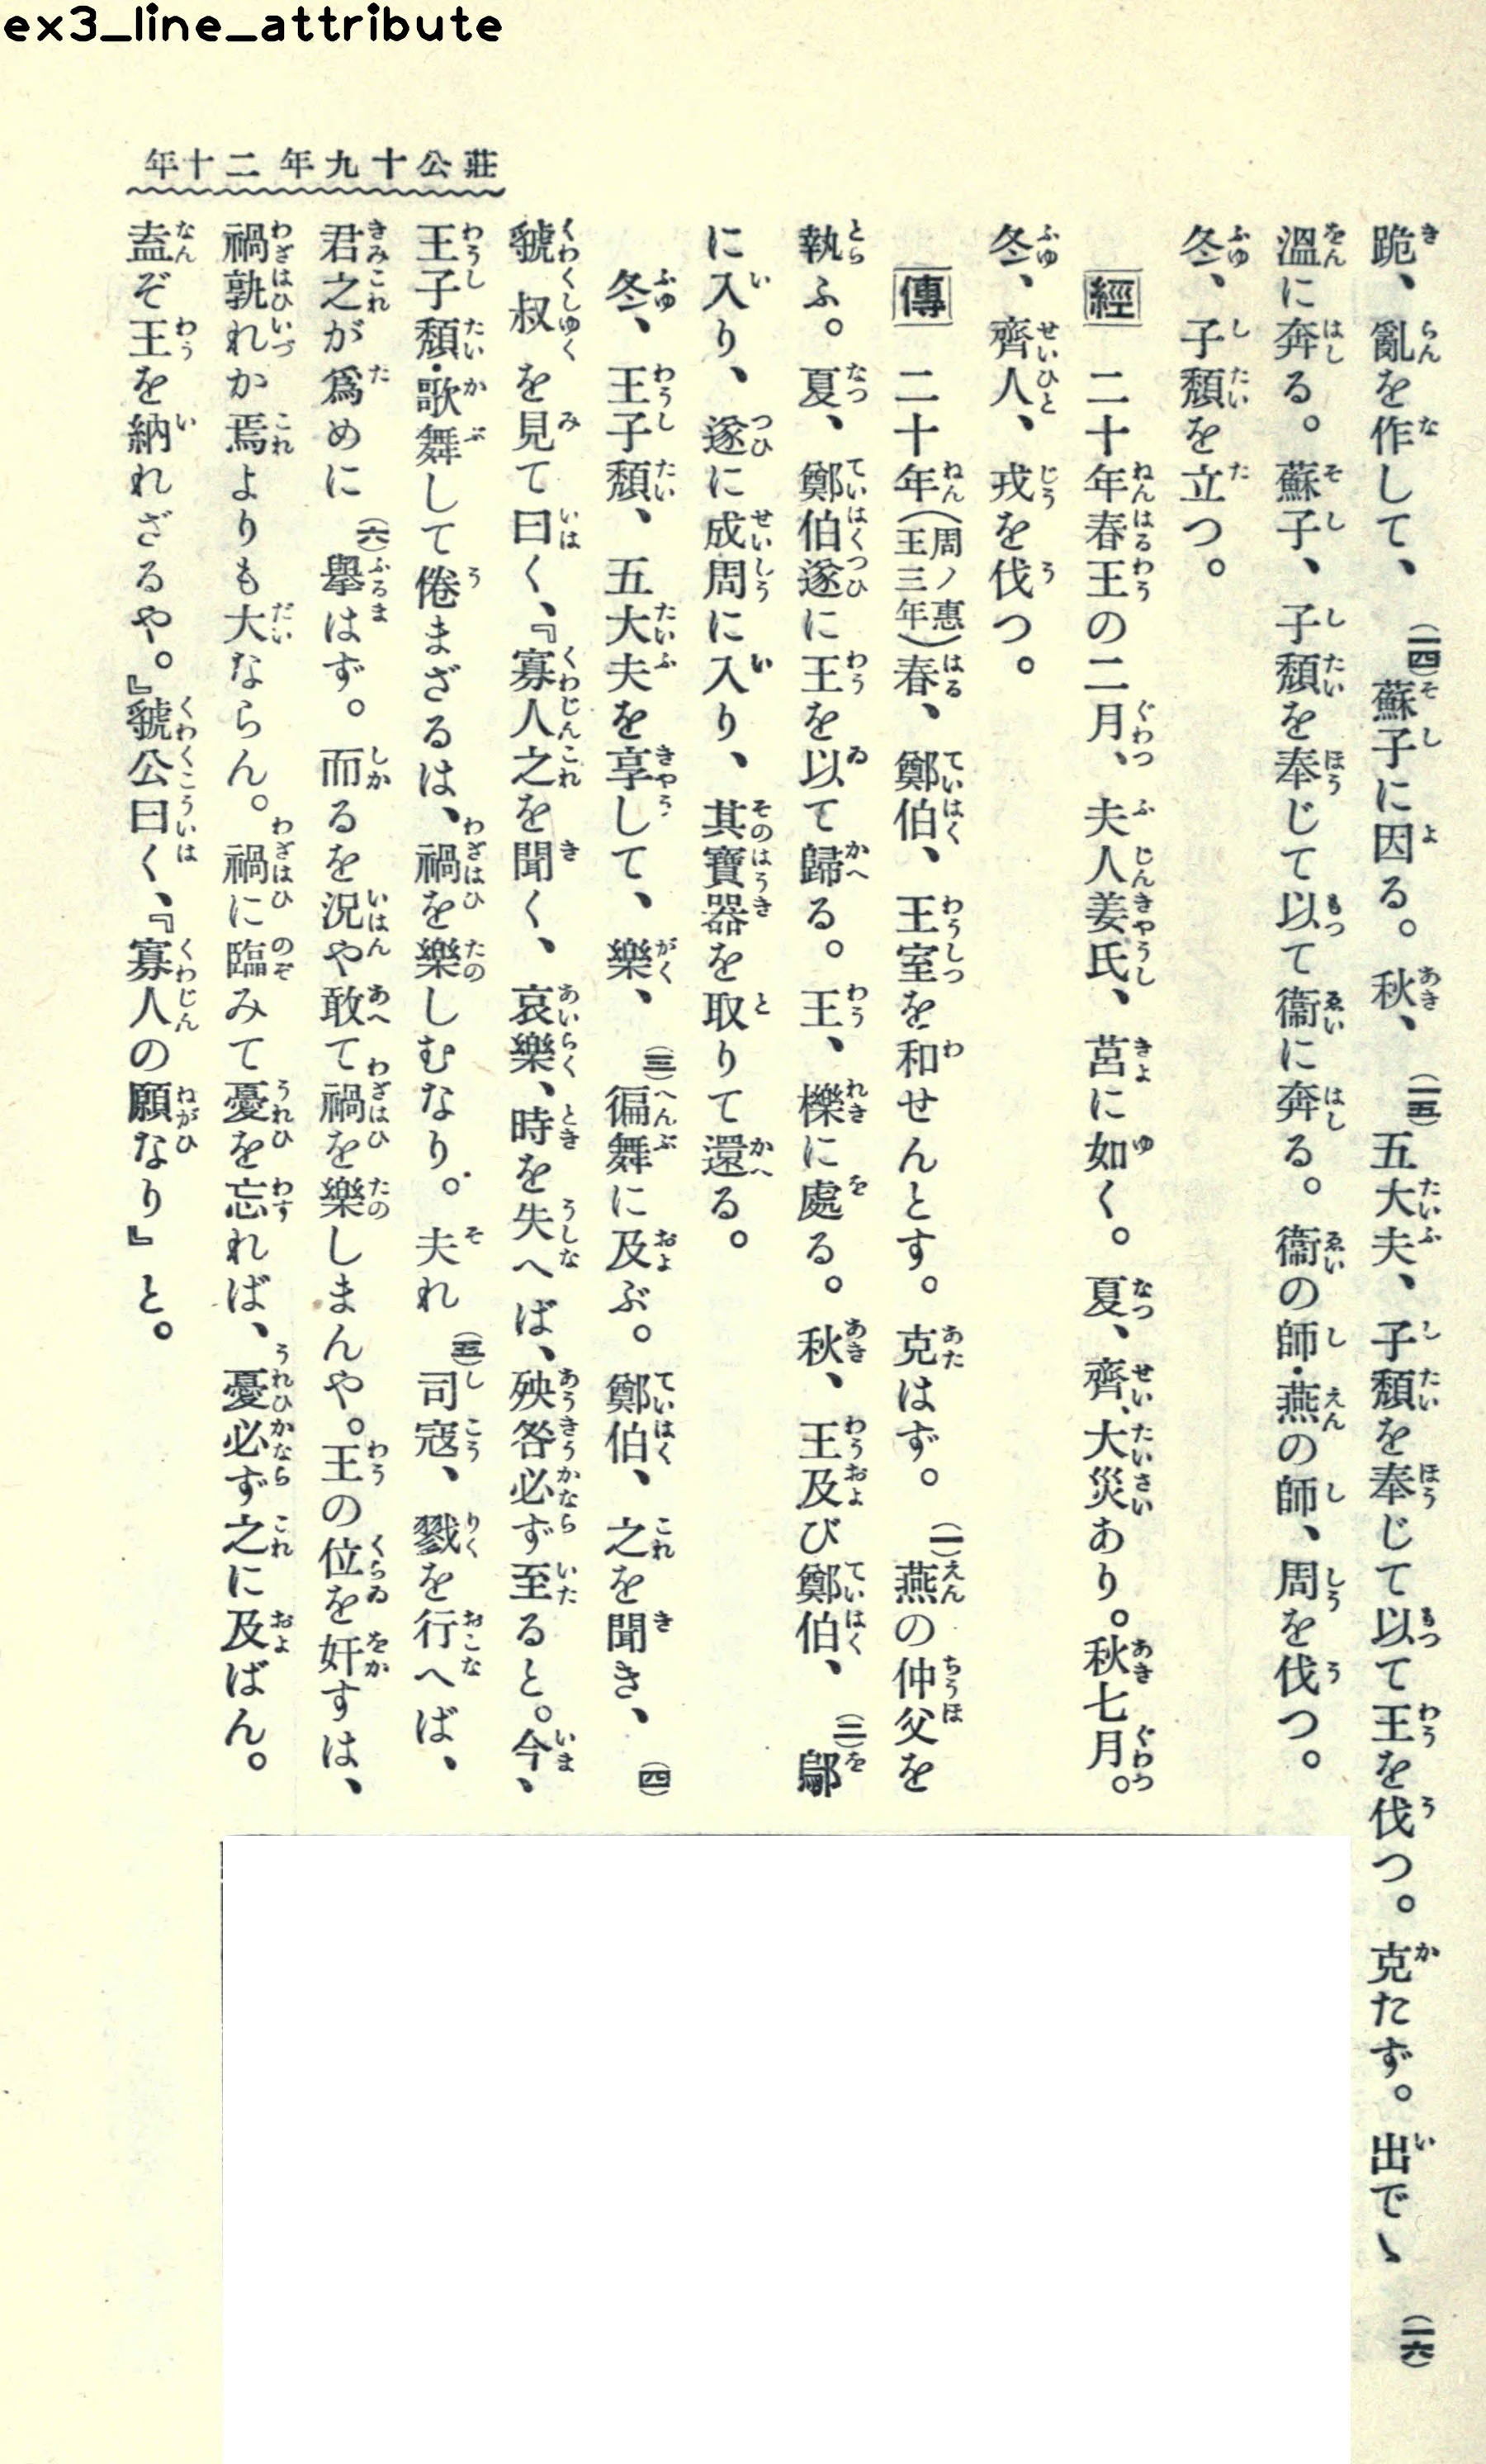 ex3_line_attribute
莊公十九年 二十年
跪、亂を作して、(一四)蘇子に因る。秋、(一五)五大夫、子頽を奉じて以て王を伐つ。克たず。出でゝ(一六)
溫に奔る。蘇子、子頽を奉じて以て衞に奔る。衞の師・燕の師、周を伐つ。
冬、子頽を立つ。
經 二十年春王の二月、夫人姜氏、莒に如く。夏、齊、大災あり。秋七月。
冬、齊人、戎を伐つ。
傳 二十年(周ノ惠王三年)春、鄭伯、王室を和せんとす。克はず。(一)燕の仲父を
執ふ。夏、鄭伯遂に王を以て歸る。王、櫟に處る。秋、王及び鄭伯、(二)鄔
に入り、遂に成周に入り、其寶器を取りて還る。
冬、王子頽、五大夫を享して、樂、(三)徧舞に及ぶ。鄭伯、之を聞き、(四)
虢叔を見て曰く、『寡人之を聞く、哀樂、時を失へば、殃咎必ず至ると。今、
王子頽・歌舞して倦まざるは、禍を樂しむなり。夫れ(五)司寇、戮を行へば、
君之が爲めに(六)擧はず。而るを況や敢て禍を樂しまんや。王の位を奸すは、
禍孰れか焉よりも大ならん。禍に臨みて憂を忘れば、憂必ず之に及ばん。
盍ぞ王を納れざるや。』虢公曰く、『寡人の願なり』と。